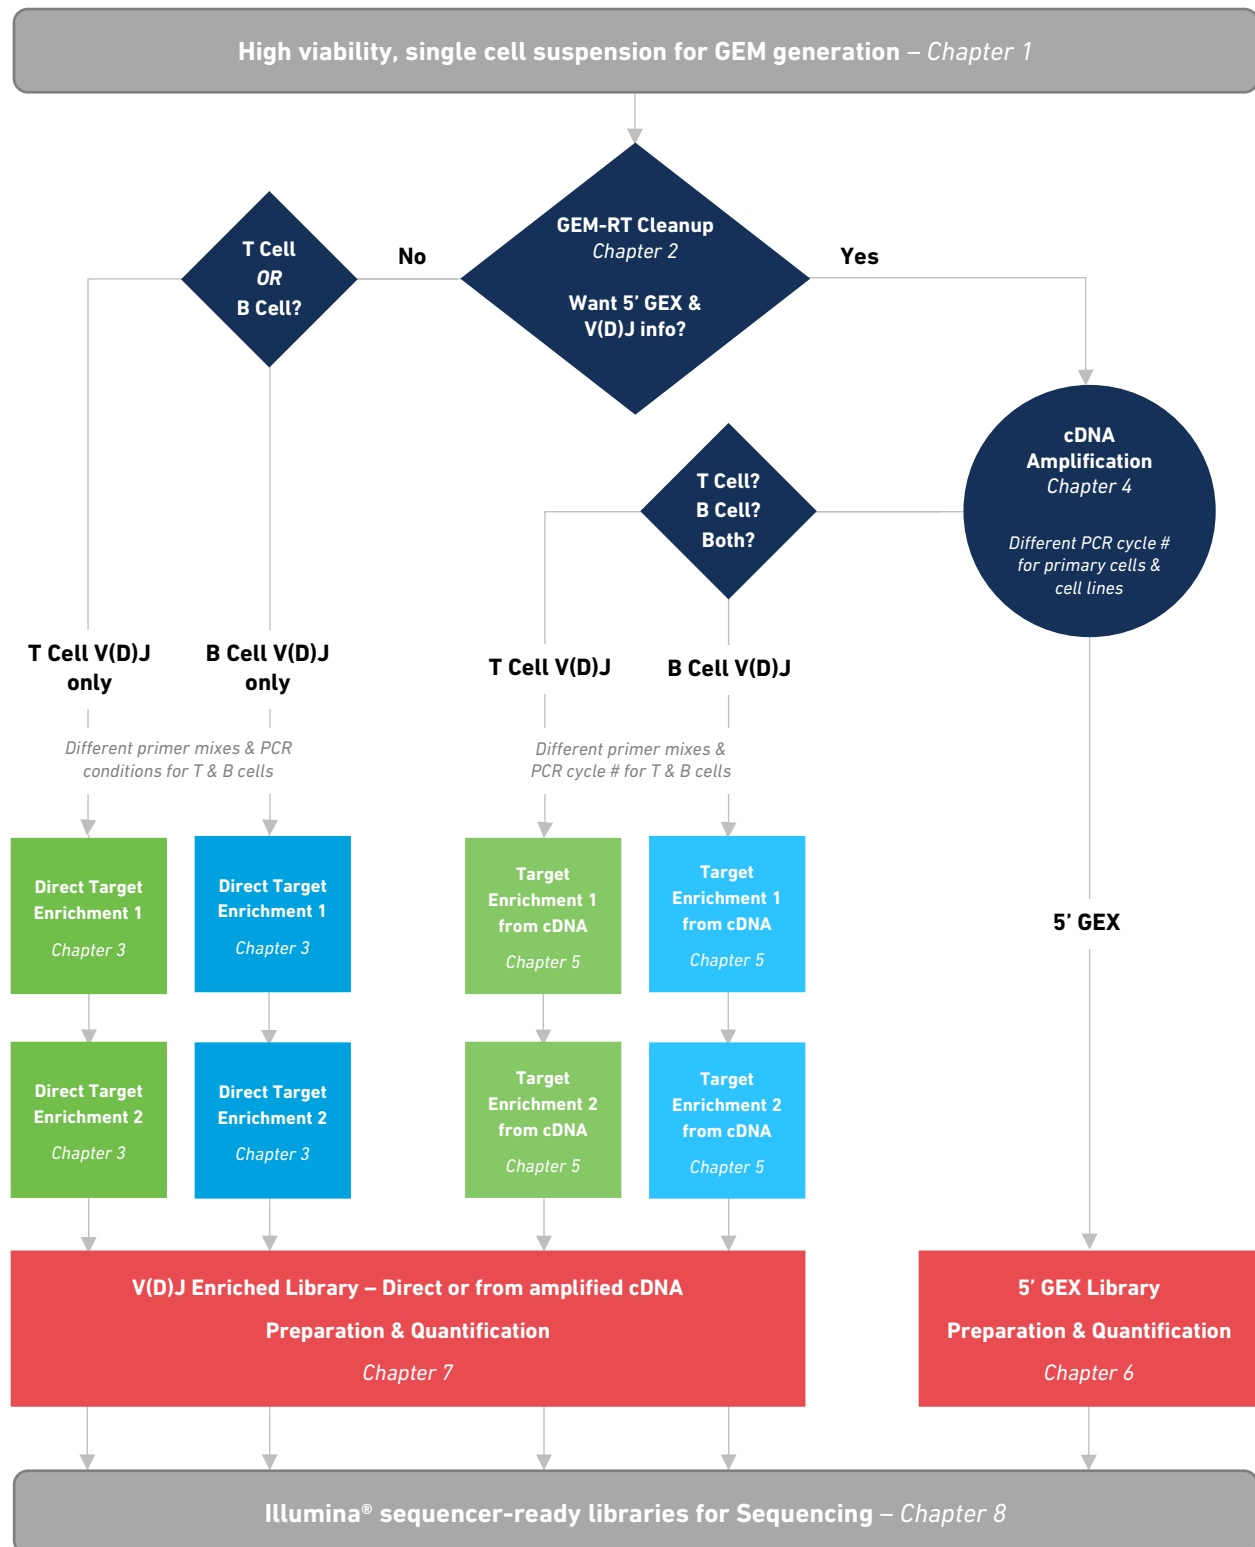 High viability, single cell suspension for GEM generation – Chapter 1
GEM-RT Cleanup
Chapter 2
Want 5’ GEX &
V(D)J info?
No
Yes
T Cell
OR
B Cell?
cDNA
Amplification
Chapter 4
Different PCR cycle #
for primary cells &
cell lines
T Cell?
B Cell?
Both?
T Cell V(D)J
only
B Cell V(D)J
only
T Cell V(D)J
B Cell V(D)J
Different primer mixes & PCR
conditions for T & B cells
Different primer mixes &
PCR cycle # for T & B cells
Direct Target
Enrichment 1
Chapter 3
Direct Target
Enrichment 1
Chapter 3
Target
Enrichment 1
from cDNA
Chapter 5
Target
Enrichment 1
from cDNA
Chapter 5
5’ GEX
Direct Target
Enrichment 2
Chapter 3
Direct Target
Enrichment 2
Chapter 3
Target
Enrichment 2
from cDNA
Chapter 5
Target
Enrichment 2
from cDNA
Chapter 5
V(D)J Enriched Library – Direct or from amplified cDNA
Preparation & Quantification
Chapter 7
5’ GEX Library
Preparation & Quantification
Chapter 6
Illumina® sequencer-ready libraries for Sequencing – Chapter 8